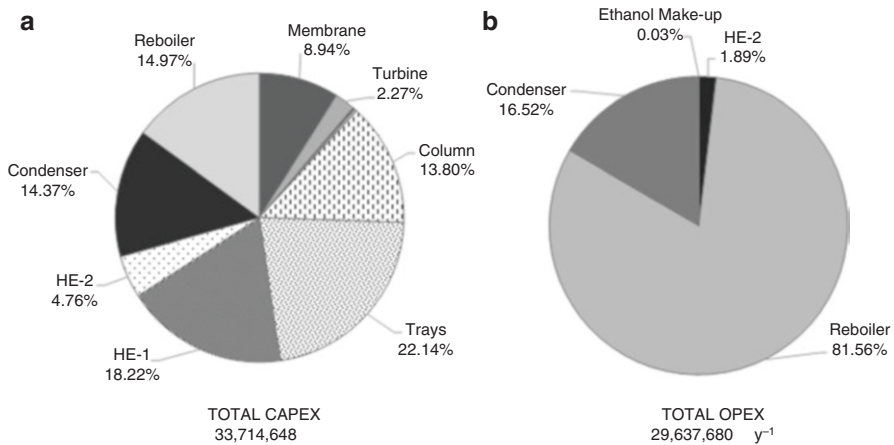 a
Membrane
8.94%
Turbine
2.27%
Column
13.80%
Trays
22.14%
HE-1
18.22%
HE-2
4.76%
Condenser
14.37%
Reboiler
14.97%
TOTAL CAPEX
33,714,648
b
Ethanol Make-up
0.03%
HE-2
1.89%
Condenser
16.52%
Reboiler
81.56%
TOTAL OPEX
29,637,680 y⁻¹